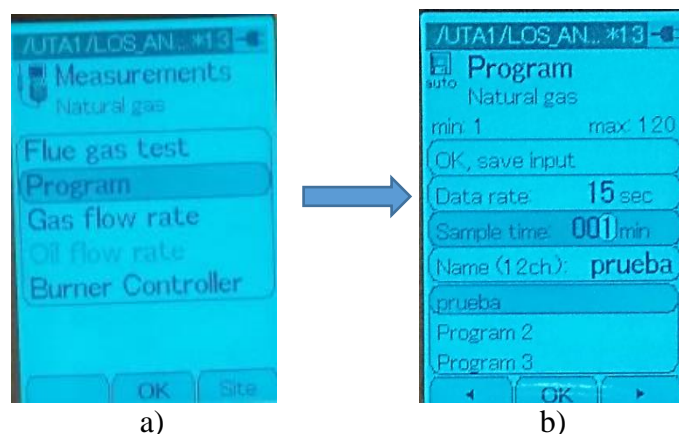 /UTA1/LOS_AN... *13
Measurements
Natural gas
Flue gas test
Program
Gas flow rate
Oil flow rate
Burner Controller
OK Site
a)
/UTA1/LOS_AN... *13
auto Program
Natural gas
min: 1 max: 120
OK, save input
Data rate: 15 sec
Sample time: 001 min
Name (12ch.): prueba
prueba
Program 2
Program 3
OK
b)